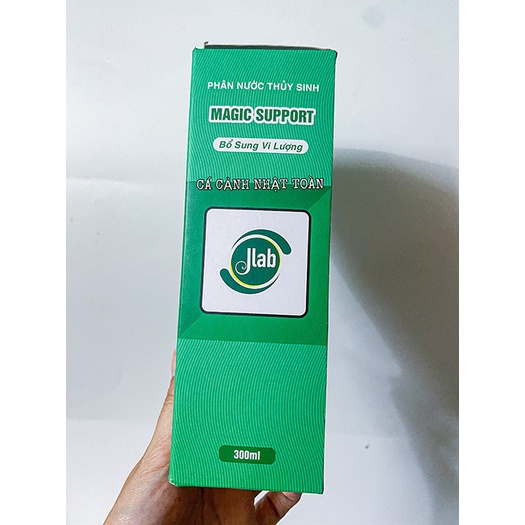 PHÂN NƯỚC THỦY SINH
MAGIC SUPPORT
Bổ Sung Vi Lượng
CÁ CẢNH NHẬT TOÀN
Jlab
300ml